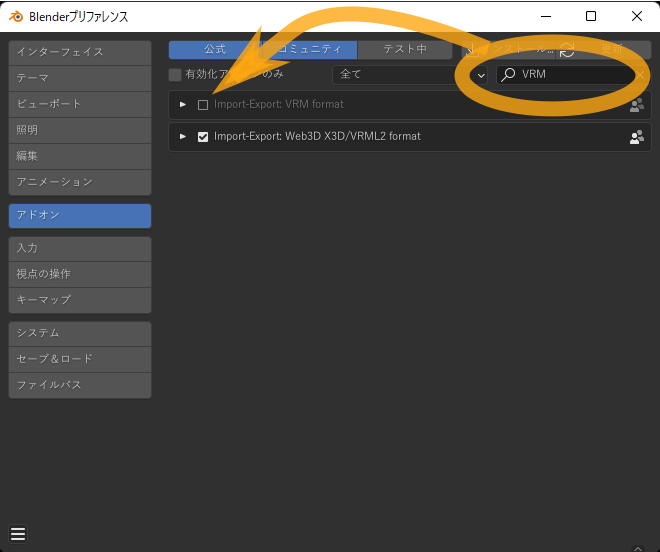 Blenderプリファレンス
インターフェイス
テーマ
ビューポート
照明
編集
アニメーション
アドオン
入力
視点の操作
キーマップ
システム
セーブ＆ロード
ファイルパス
公式 コミュニティ テスト中 インストール... 更新
有効化アドオンのみ 全て VRM
Import-Export: VRM format
Import-Export: Web3D X3D/VRML2 format